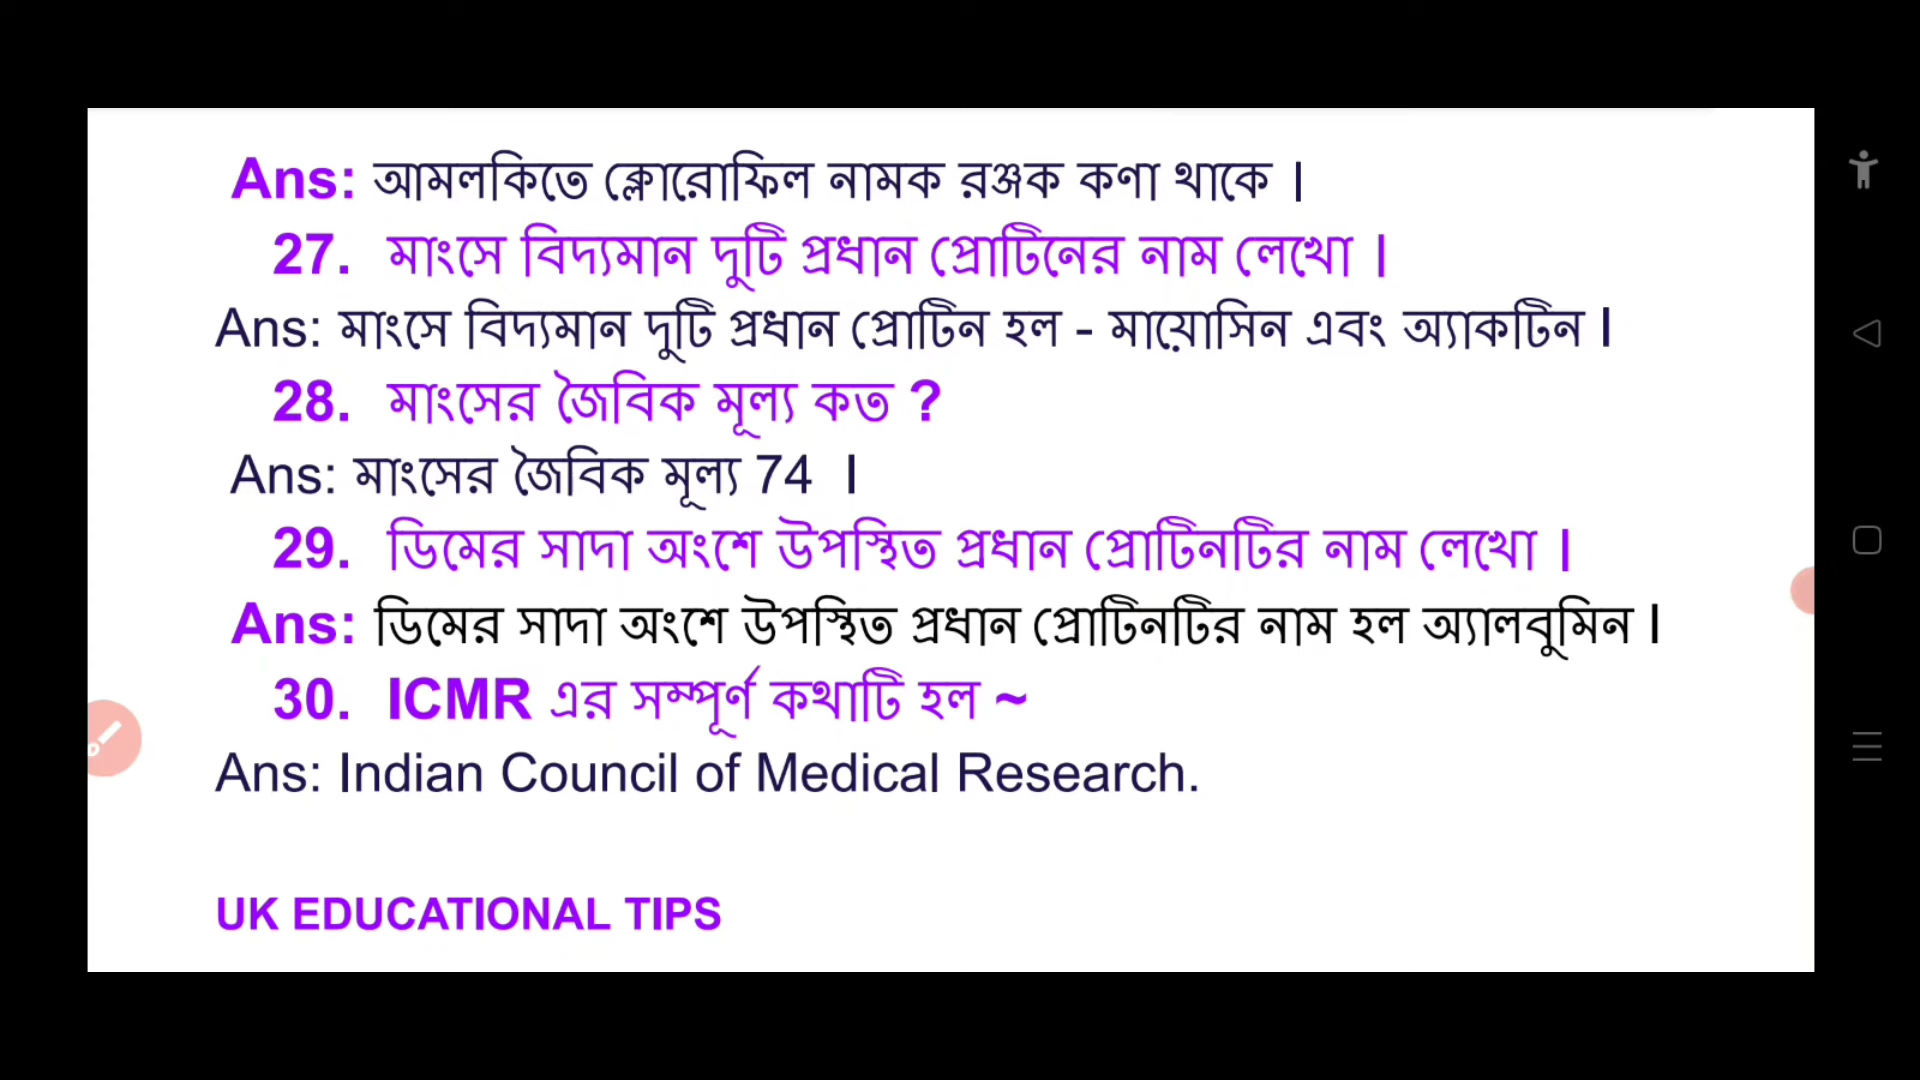 Ans: আমলকিতে ক্লোরোফিল নামক রঞ্জক কণা থাকে ।
27. মাংসে বিদ্যমান দুটি প্রধান প্রোটিনের নাম লেখো ।
Ans: মাংসে বিদ্যমান দুটি প্রধান প্রোটিন হল - মায়োসিন এবং অ্যাকটিন ।
28. মাংসের জৈবিক মূল্য কত ?
Ans: মাংসের জৈবিক মূল্য 74 ।
29. ডিমের সাদা অংশে উপস্থিত প্রধান প্রোটিনটির নাম লেখো ।
Ans: ডিমের সাদা অংশে উপস্থিত প্রধান প্রোটিনটির নাম হল অ্যালবুমিন ।
30. ICMR এর সম্পূর্ণ কথাটি হল ~
Ans: Indian Council of Medical Research.
UK EDUCATIONAL TIPS